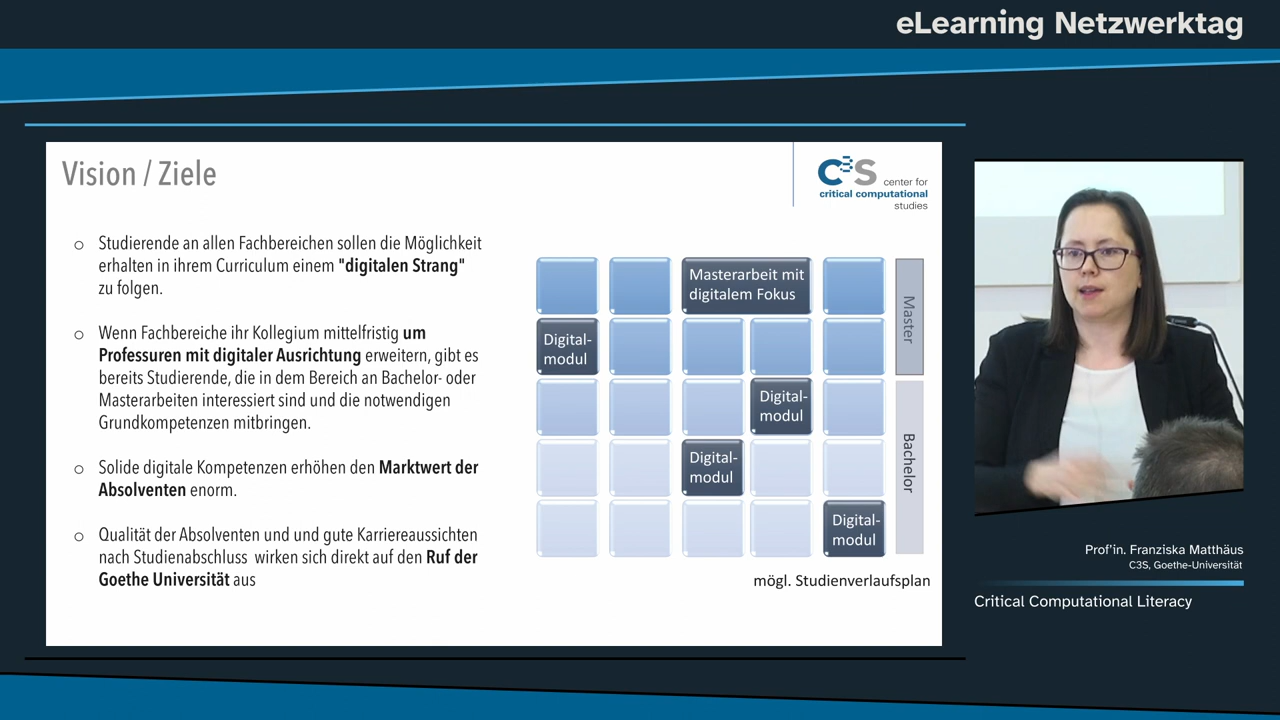 eLearning Netzwerktag
Vision / Ziele
C3S center for
critical computational
studies
o Studierende an allen Fachbereichen sollen die Möglichkeit
erhalten in ihrem Curriculum einem "digitalen Strang"
zu folgen.
o Wenn Fachbereiche ihr Kollegium mittelfristig um
Professuren mit digitaler Ausrichtung erweitern, gibt es
bereits Studierende, die in dem Bereich an Bachelor- oder
Masterarbeiten interessiert sind und die notwendigen
Grundkompetenzen mitbringen.
o Solide digitale Kompetenzen erhöhen den Marktwert der
Absolventen enorm.
o Qualität der Absolventen und und gute Karriereaussichten
nach Studienabschluss wirken sich direkt auf den Ruf der
Goethe Universität aus
Masterarbeit mit
digitalem Fokus
Digital-
modul
Digital-
modul
Digital-
modul
Digital-
modul
Master
Bachelor
mögl. Studienverlaufsplan
Prof'in. Franziska Matthäus
C3S, Goethe-Universität
Critical Computational Literacy